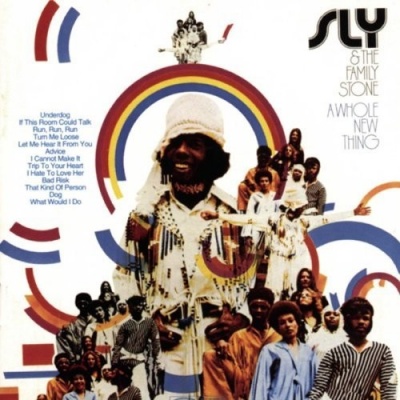 SLY
& THE
FAMILY
STONE
A WHOLE
NEW
THING
Underdog
If This Room Could Talk
Run, Run, Run
Turn Me Loose
Let Me Hear It From You
Advice
I Cannot Make It
Trip To Your Heart
I Hate To Love Her
Bad Risk
That Kind Of Person
Dog
What Would I Do